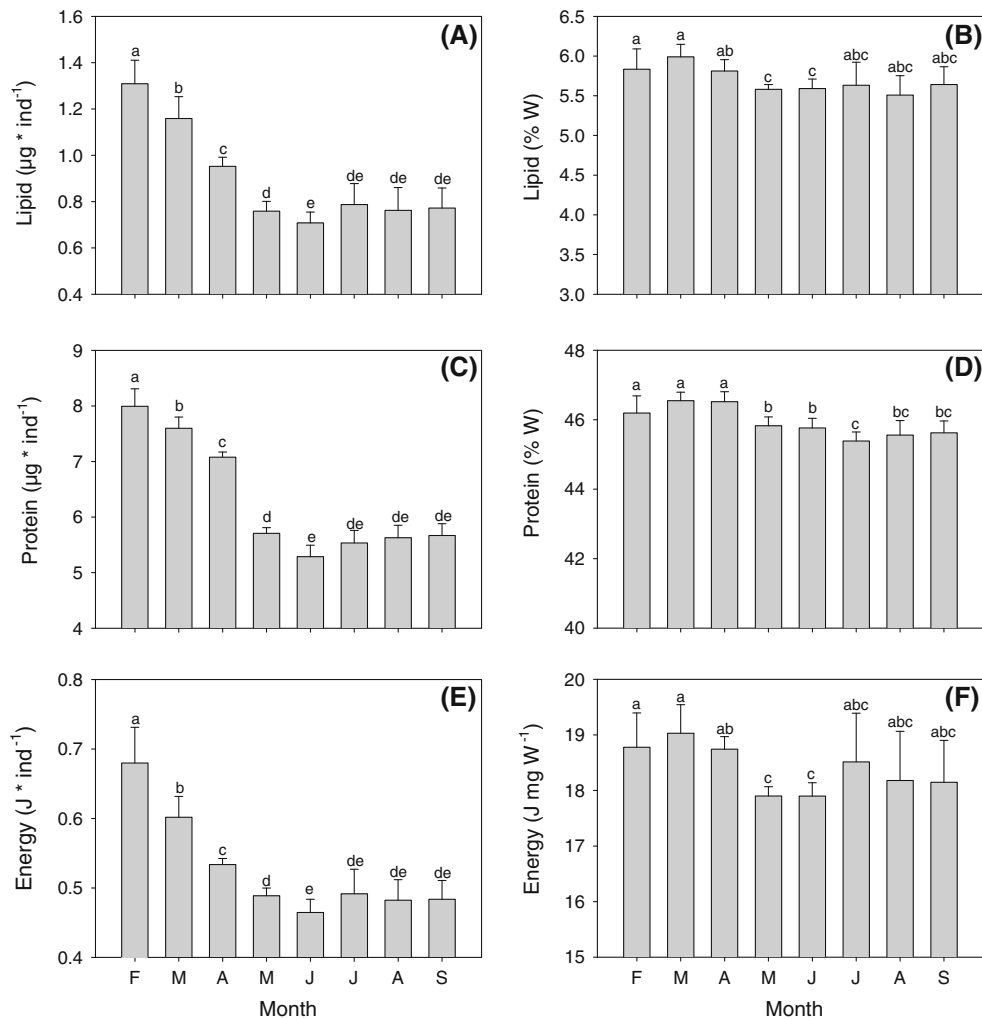 (A)
Lipid (µg * ind⁻¹)
1.6
1.4
1.2
1.0
0.8
0.6
0.4
a b c d e de de de
(B)
Lipid (% W)
6.5
6.0
5.5
5.0
4.5
4.0
3.5
3.0
a a ab c c abc abc abc
(C)
Protein (µg * ind⁻¹)
9
8
7
6
5
4
a b c d e de de de
(D)
Protein (% W)
48
46
44
42
40
a a a b b c bc bc
(E)
Energy (J * ind⁻¹)
0.8
0.7
0.6
0.5
0.4
a b c d e de de de
F M A M J J A S
Month
(F)
Energy (J mg W⁻¹)
20
19
18
17
16
15
a a ab c c abc abc abc
F M A M J J A S
Month